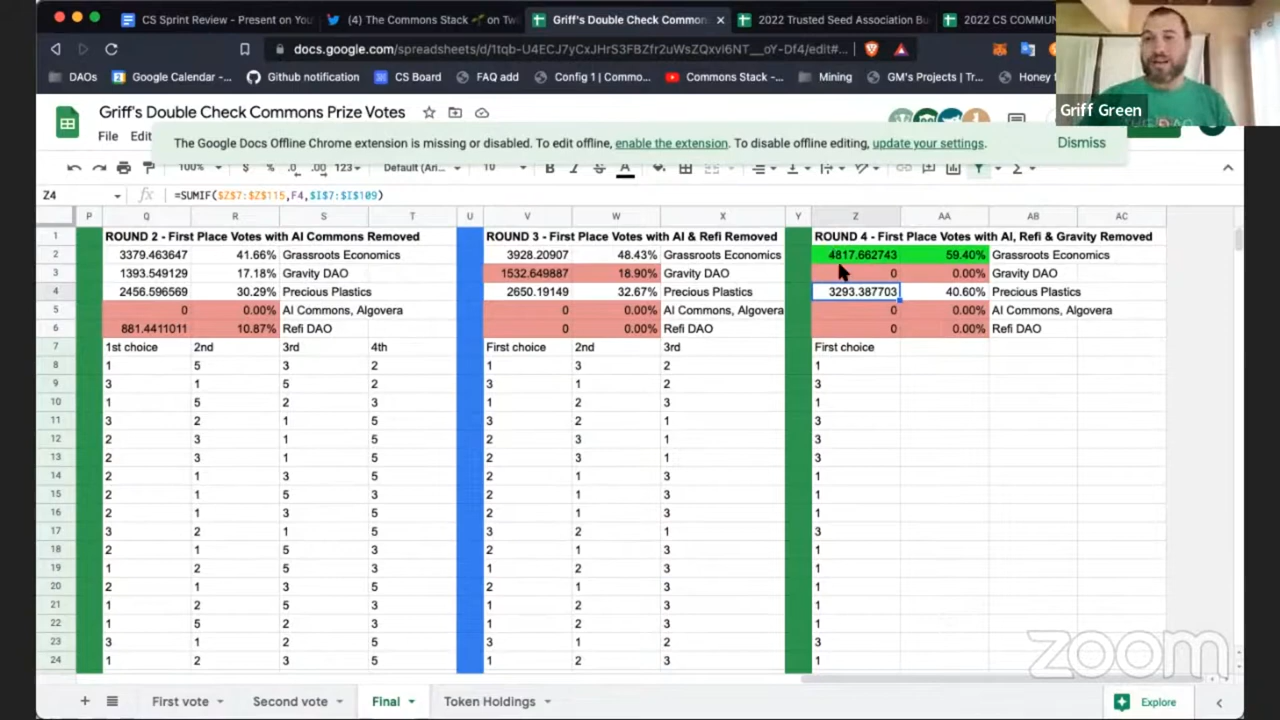 CS Sprint Review - Present on You
(4) The Commons Stack 🌱 on Tw
Griff's Double Check Common
2022 Trusted Seed Association Bu
2022 CS COMMUN
docs.google.com/spreadsheets/d/1tqb-U4ECJ7yCxJHrS3FBZfr2uWsZQxvi6NT__oY-Df4/edit#...
DAOs
Google Calendar -...
Github notification
CS Board
FAQ add
Config 1 | Commo...
Commons Stack -...
Mining
GM's Projects | Tr...
Honey
Griff Green
Griff's Double Check Commons Prize Votes
File Edit
The Google Docs Offline Chrome extension is missing or disabled. To edit offline, enable the extension. To disable offline editing, update your settings. Dismiss
100% $ % .0 .00 123 Default (Ari... 10 B I S A
Z4 fx =SUMIF($Z$7:$Z$115,F4,$I$7:$I$109)
P Q R S T U V W X Y Z AA AB AC
1 ROUND 2 - First Place Votes with AI Commons Removed ROUND 3 - First Place Votes with AI & Refi Removed ROUND 4 - First Place Votes with AI, Refi & Gravity Removed
2 3379.463647 41.66% Grassroots Economics 3928.20907 48.43% Grassroots Economics 4817.662743 59.40% Grassroots Economics
3 1393.549129 17.18% Gravity DAO 1532.649887 18.90% Gravity DAO 0 0.00% Gravity DAO
4 2456.596569 30.29% Precious Plastics 2650.19149 32.67% Precious Plastics 3293.387703 40.60% Precious Plastics
5 0 0.00% AI Commons, Algovera 0 0.00% AI Commons, Algovera 0 0.00% AI Commons, Algovera
6 881.4411011 10.87% Refi DAO 0 0.00% Refi DAO 0 0.00% Refi DAO
7 1st choice 2nd 3rd 4th First choice 2nd 3rd First choice
8 1 5 3 2 1 3 2 1
9 3 1 5 2 3 1 2 3
10 1 5 2 3 1 2 3 1
11 3 2 1 5 3 2 1 3
12 2 3 1 5 2 3 1 3
13 2 3 1 5 2 3 1 3
14 2 1 3 5 2 1 3 1
15 2 1 5 3 2 1 3 1
16 2 1 3 5 2 1 3 1
17 3 2 1 5 3 2 1 3
18 2 1 5 3 2 1 3 1
19 1 2 5 3 1 2 3 1
20 2 1 3 5 2 1 3 1
21 1 2 5 3 1 2 3 1
22 1 5 2 3 1 2 3 1
23 3 1 5 2 3 1 2 3
24 1 2 3 5 1 2 3 1
zoom
First vote
Second vote
Final
Token Holdings
Explore